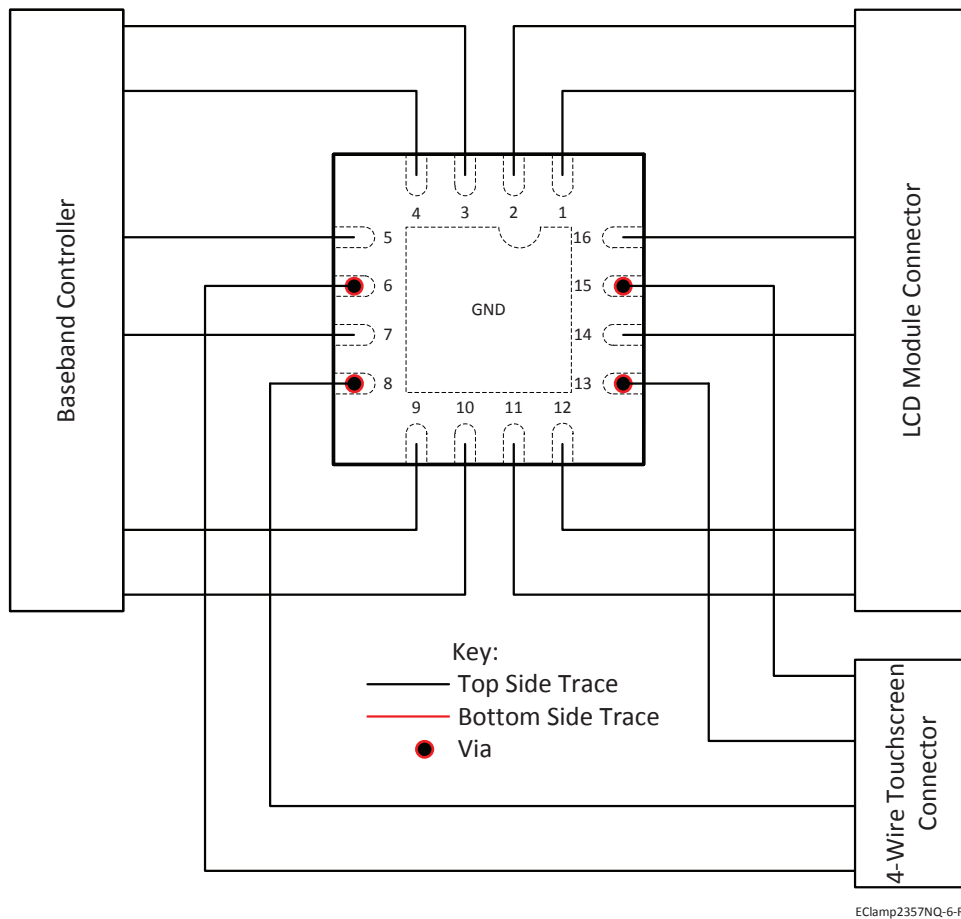 Baseband Controller
LCD Module Connector
4 3 2 1
5 16
6 15
GND
7 14
8 13
9 10 11 12
Key:
Top Side Trace
Bottom Side Trace
Via
4-Wire Touchscreen
Connector